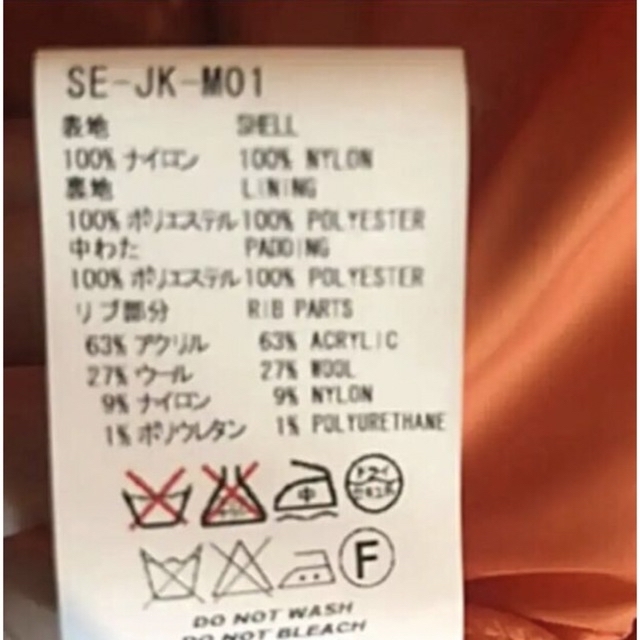 SE-JK-M01
表地 SHELL
100% ナイロン 100% NYLON
裏地 LINING
100% ポリエステル 100% POLYESTER
中わた PADDING
100% ポリエステル 100% POLYESTER
リブ部分 RIB PARTS
63% アクリル 63% ACRYLIC
27% ウール 27% WOOL
9% ナイロン 9% NYLON
1% ポリウレタン 1% POLYURETHANE
中 ドライ
F
DO NOT WASH
DO NOT BLEACH